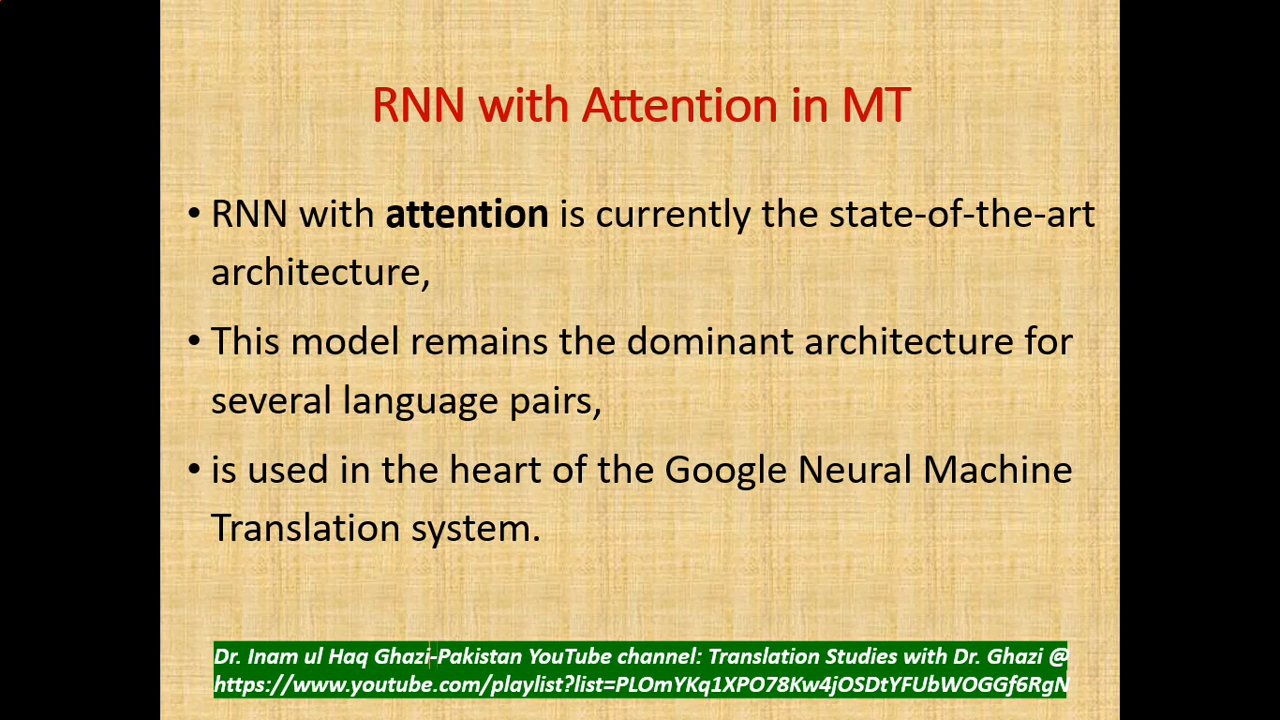 RNN with Attention in MT
• RNN with attention is currently the state-of-the-art
architecture,
• This model remains the dominant architecture for
several language pairs,
• is used in the heart of the Google Neural Machine
Translation system.
Dr. Inam ul Haq Ghazi-Pakistan YouTube channel: Translation Studies with Dr. Ghazi @
https://www.youtube.com/playlist?list=PLOmYKq1XPO78Kw4jOSDtYFUbWOGGf6RgN